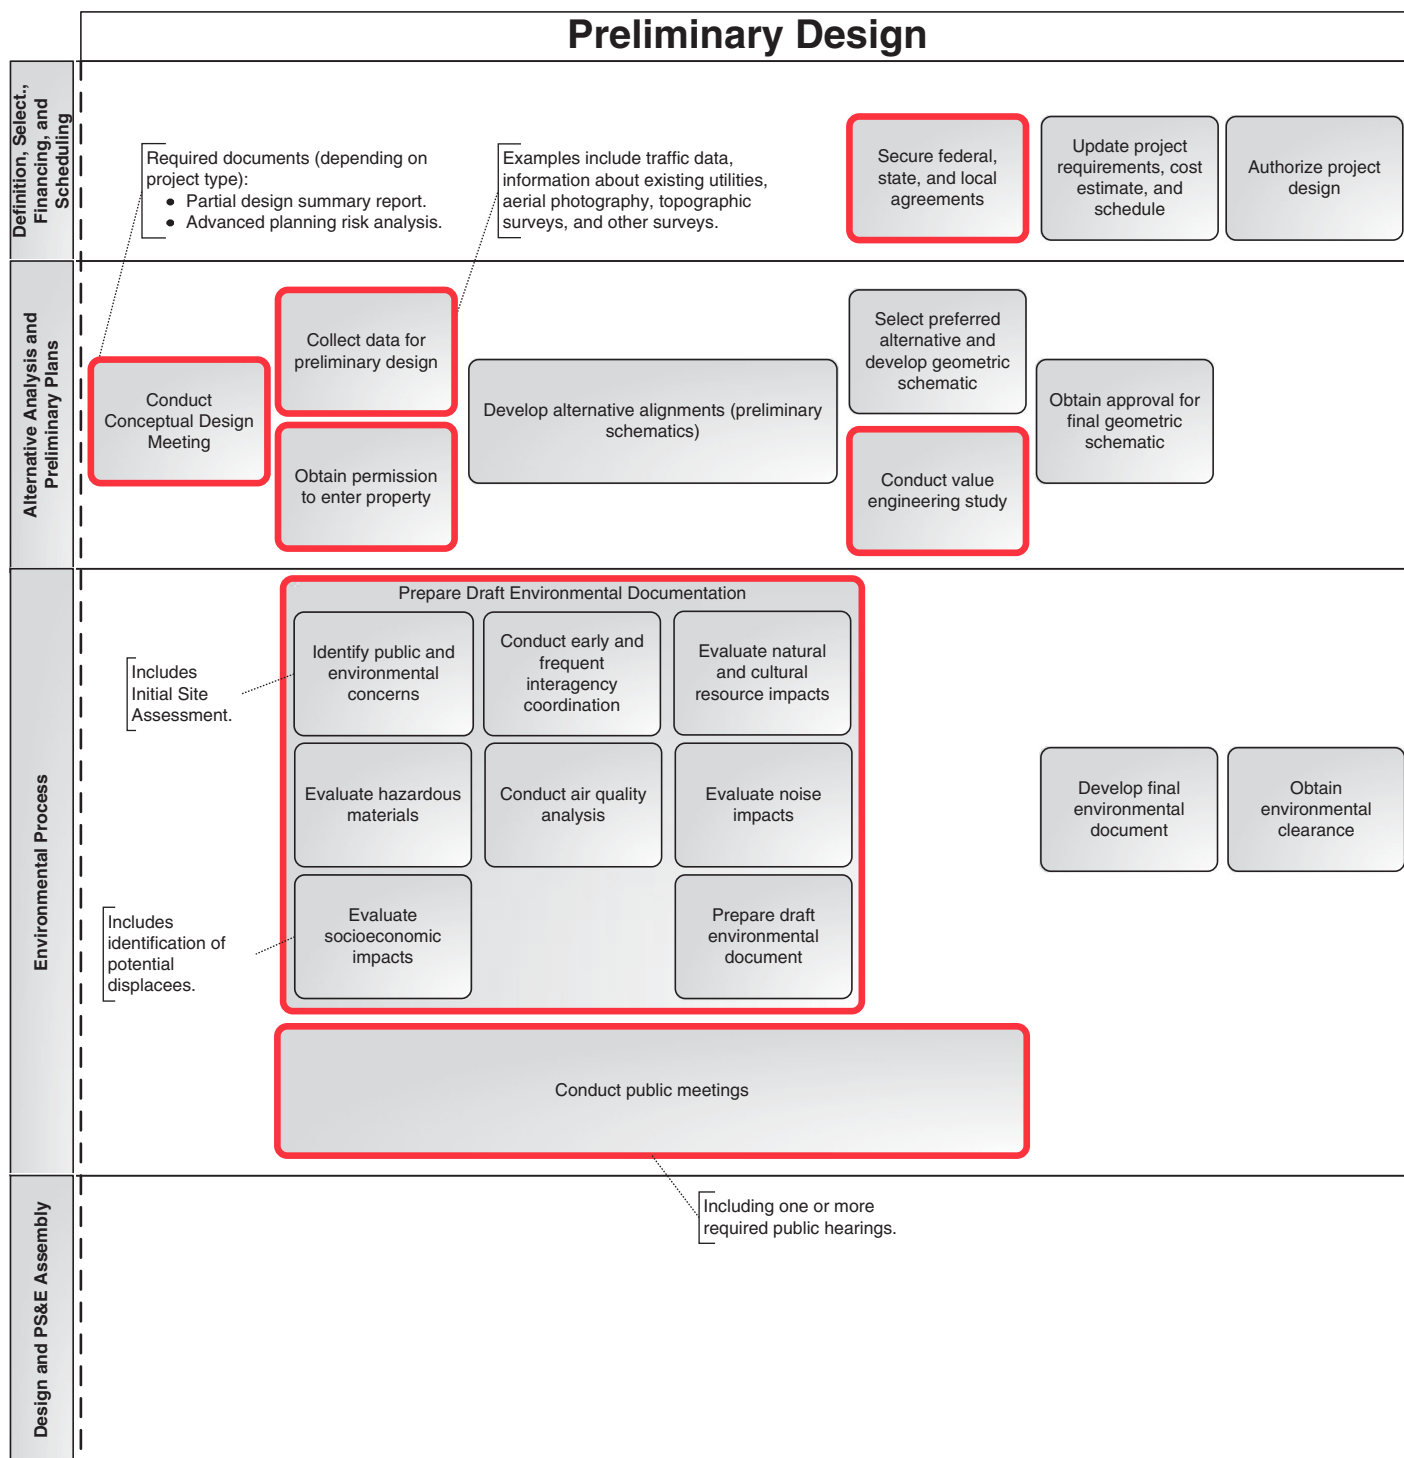 Preliminary Design
Definition, Select.,
Financing, and
Scheduling
Required documents (depending on
project type):
● Partial design summary report.
● Advanced planning risk analysis.
Examples include traffic data,
information about existing utilities,
aerial photography, topographic
surveys, and other surveys.
Secure federal,
state, and local
agreements
Update project
requirements, cost
estimate, and
schedule
Authorize project
design
Alternative Analysis and
Preliminary Plans
Conduct
Conceptual Design
Meeting
Collect data for
preliminary design
Obtain permission
to enter property
Develop alternative alignments (preliminary
schematics)
Select preferred
alternative and
develop geometric
schematic
Conduct value
engineering study
Obtain approval for
final geometric
schematic
Environmental Process
Prepare Draft Environmental Documentation
Includes
Initial Site
Assessment.
Identify public and
environmental
concerns
Conduct early and
frequent
interagency
coordination
Evaluate natural
and cultural
resource impacts
Evaluate hazardous
materials
Conduct air quality
analysis
Evaluate noise
impacts
Develop final
environmental
document
Obtain
environmental
clearance
Includes
identification of
potential
displacees.
Evaluate
socioeconomic
impacts
Prepare draft
environmental
document
Conduct public meetings
Including one or more
required public hearings.
Design and PS&E Assembly